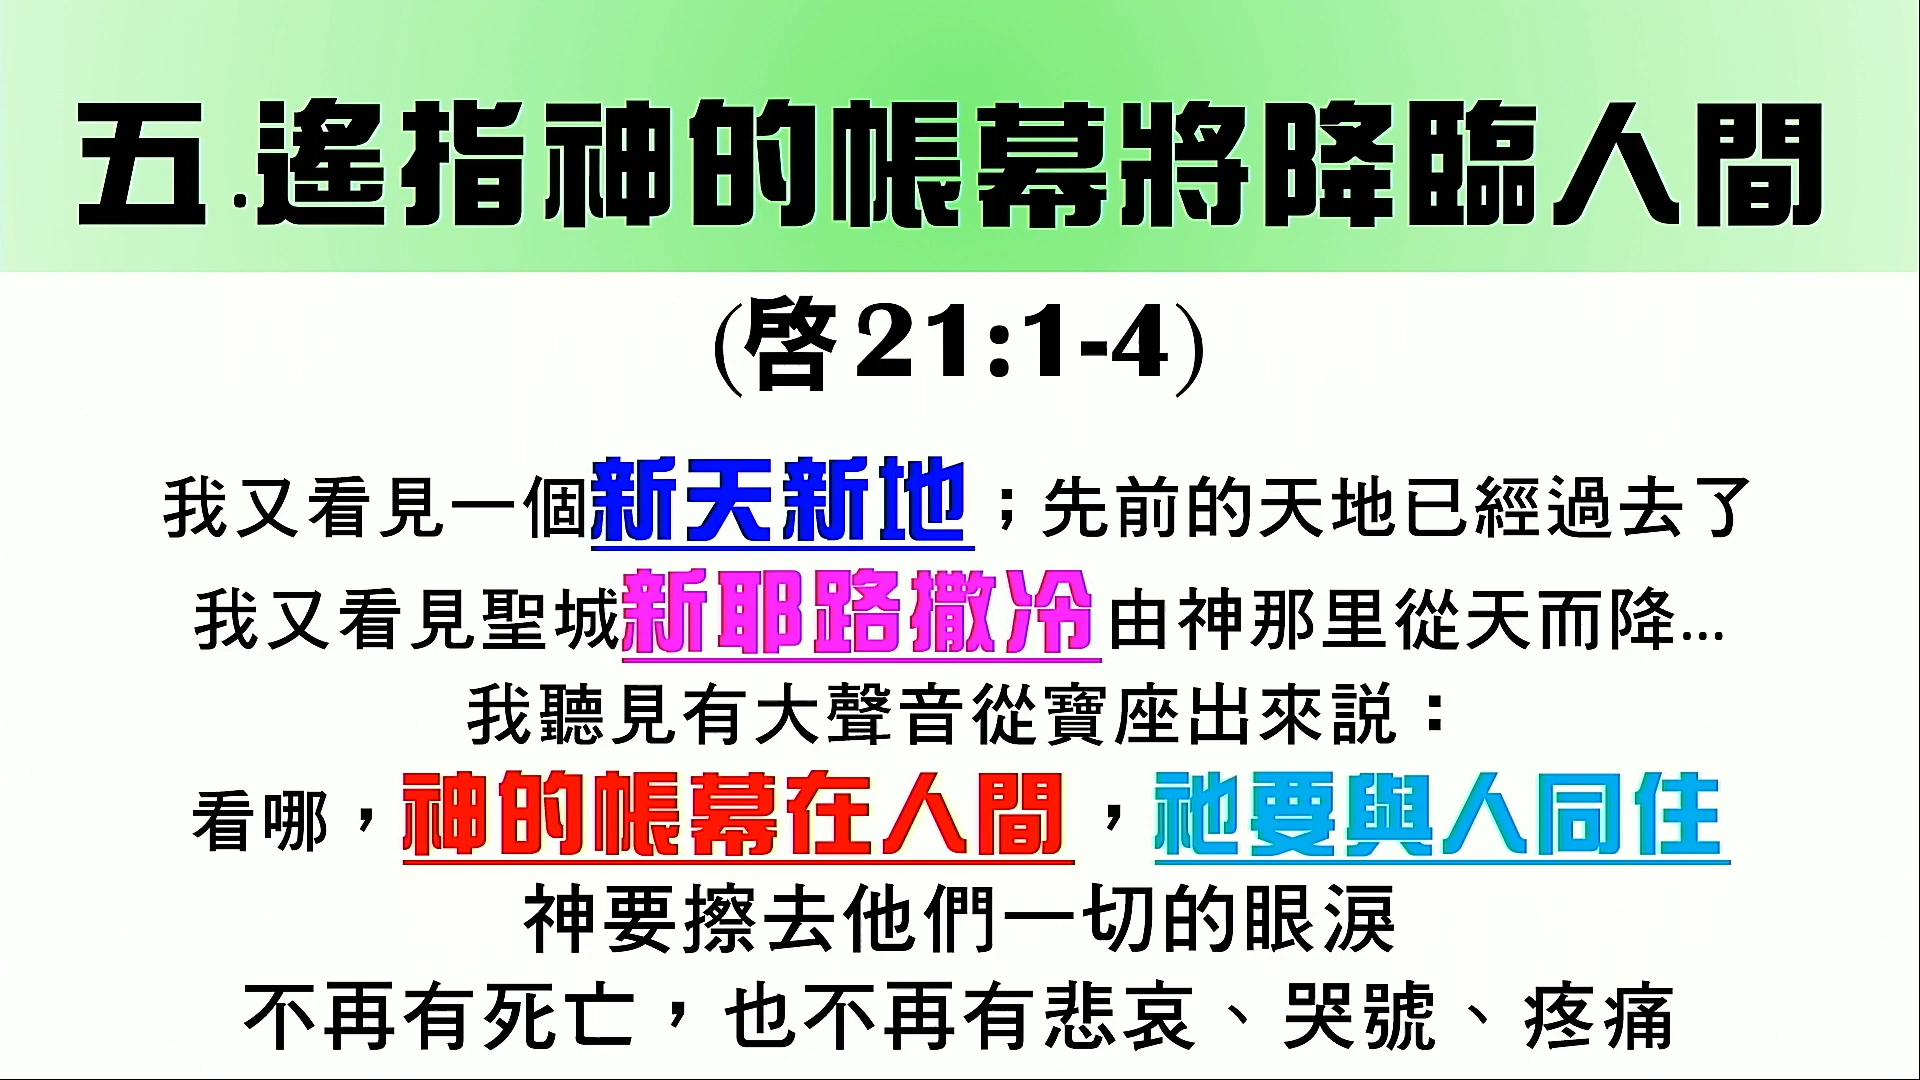 五.遙指神的帳幕將降臨人間
(啓21:1-4)
我又看見一個新天新地；先前的天地已經過去了
我又看見聖城新耶路撒冷由神那里從天而降...
我聽見有大聲音從寶座出來説：
看哪，神的帳幕在人間，祂要與人同住
神要擦去他們一切的眼淚
不再有死亡，也不再有悲哀、哭號、疼痛